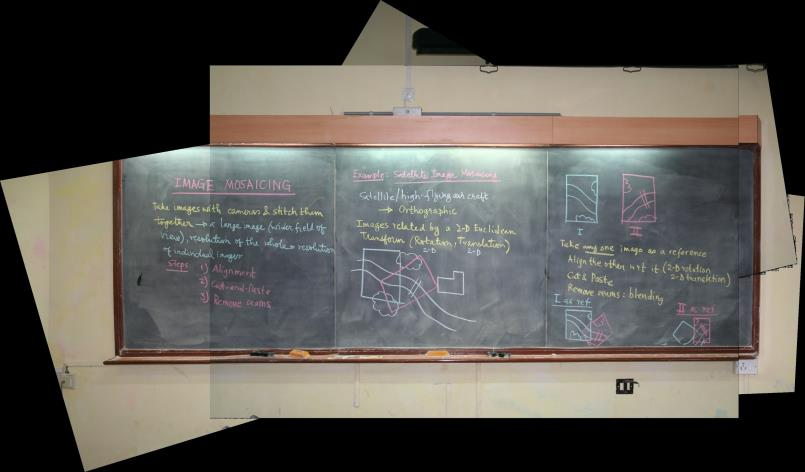 IMAGE MOSAICING
Take images with cameras & stitch them
together → a large image (wider field of
view), resolution of the whole = resolution
of individual images
Steps 1) Alignment
2) Cut-and-Paste
3) Remove seams
Example: Satellite Image Mosaicing
Satellite/high-flying air craft
→ Orthographic
Images related by a 2-D Euclidean
Transform (Rotation, Translation)
2-D 2-D
I II
Take any one image as a reference
Align the other w.r.t it (2-D rotation
2-D translation)
Cut & Paste
Remove seams: blending
I as ref II as ref